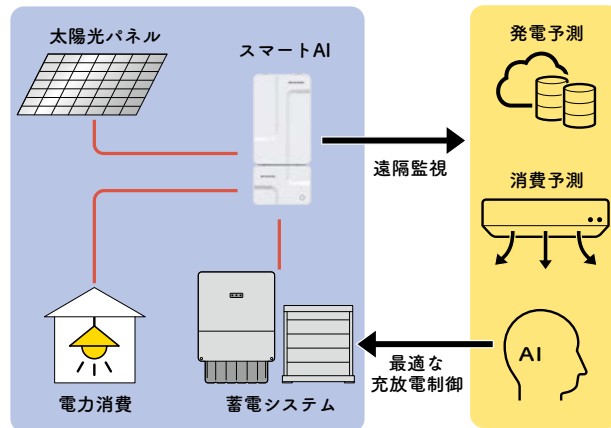 太陽光パネル
スマートAI
電力消費
蓄電システム
遠隔監視
最適な
充放電制御
発電予測
消費予測
AI